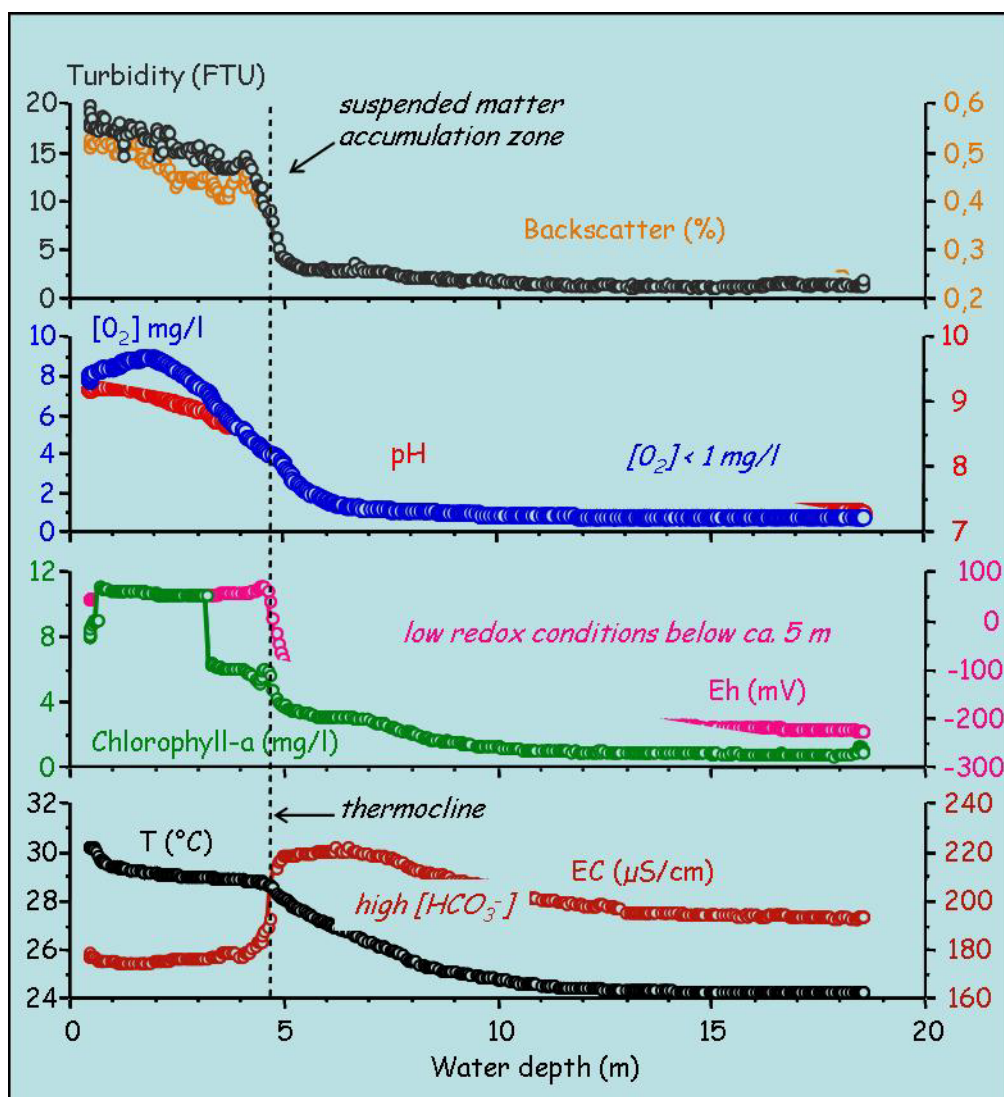 Turbidity (FTU)
suspended matter
accumulation zone
20
15
10
5
0
0,6
0,5
0,4
0,3
0,2
Backscatter (%)
[O₂] mg/l
10
8
6
4
2
0
10
9
8
7
pH
[O₂] < 1 mg/l
12
8
4
0
100
0
-100
-200
-300
low redox conditions below ca. 5 m
Eh (mV)
Chlorophyll-a (mg/l)
thermocline
32
30
28
26
24
240
220
200
180
160
T (°C)
EC (µS/cm)
high [HCO₃⁻]
0 5 10 15 20
Water depth (m)